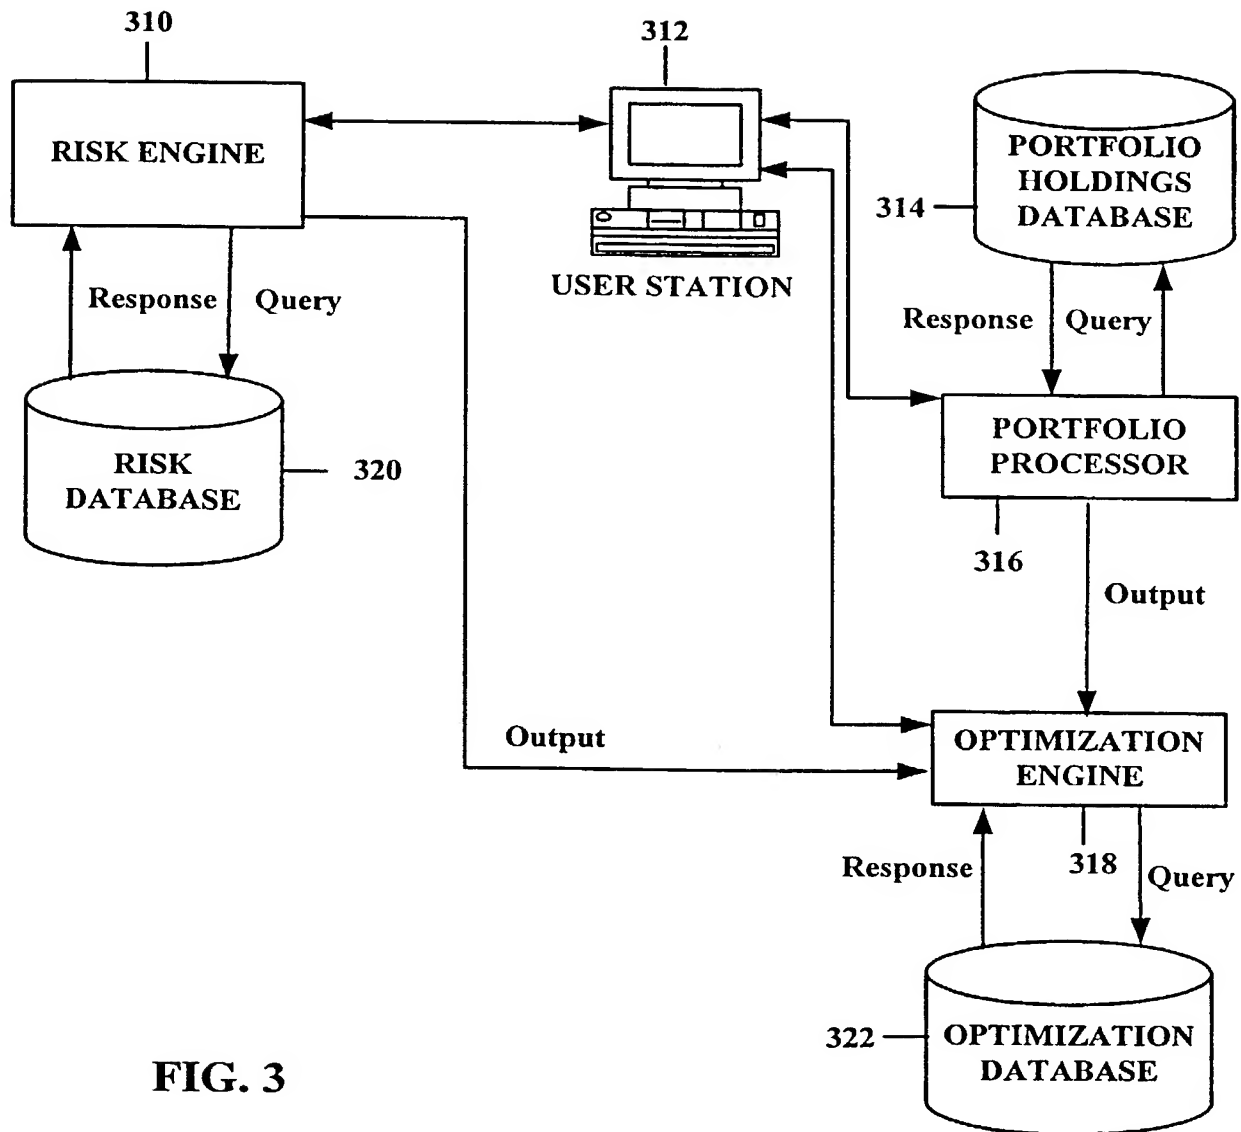 310
312
RISK ENGINE
PORTFOLIO
HOLDINGS
DATABASE
314
USER STATION
Response
Query
Response
Query
RISK
DATABASE
320
PORTFOLIO
PROCESSOR
316
Output
Output
OPTIMIZATION
ENGINE
318
Response
Query
322
OPTIMIZATION
DATABASE
FIG. 3